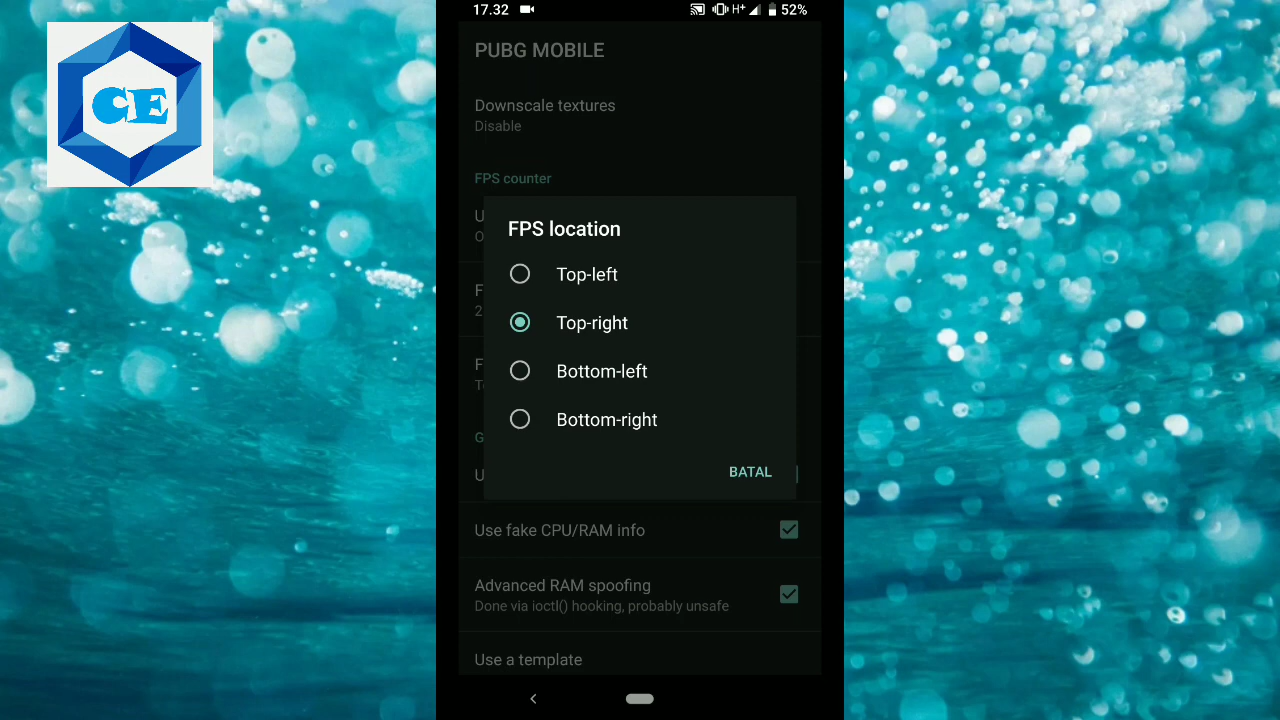 17.32
H+
52%
CE
PUBG MOBILE
Downscale textures
Disable
FPS counter
FPS location
Top-left
Top-right
Bottom-left
Bottom-right
BATAL
Use fake CPU/RAM info
Advanced RAM spoofing
Done via ioctl() hooking, probably unsafe
Use a template